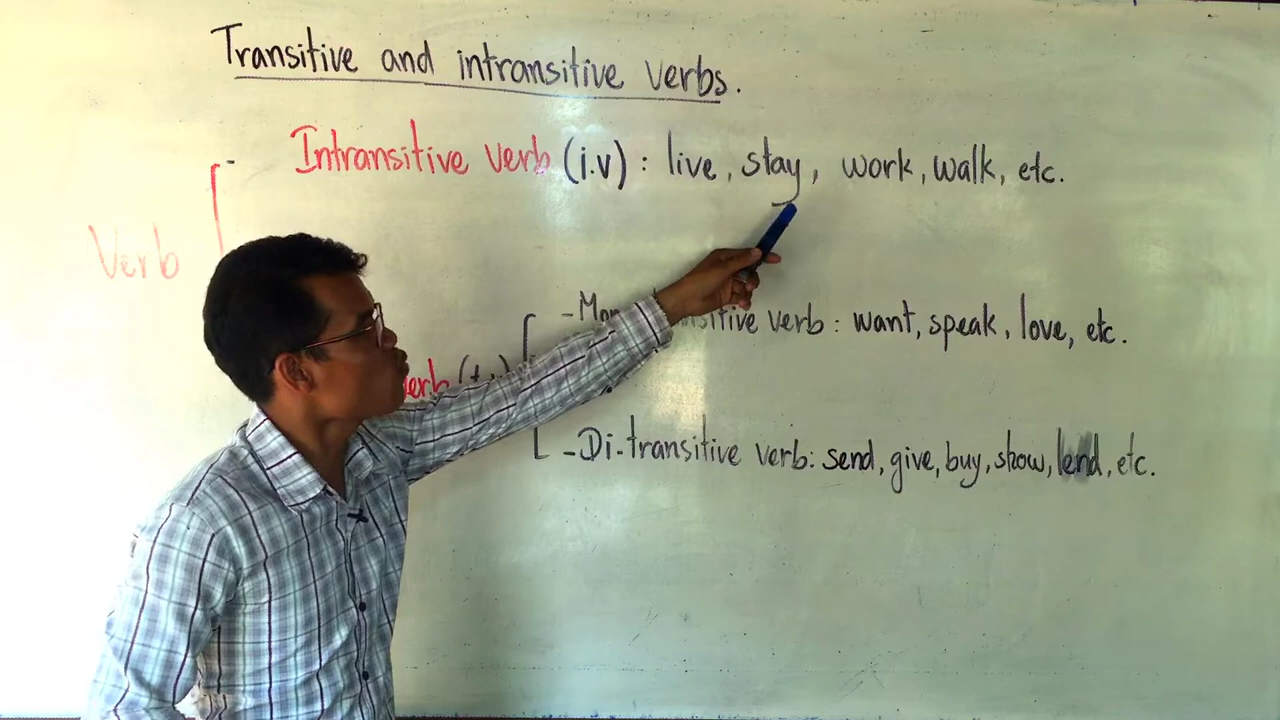 Transitive and intransitive verbs.
Intransitive verb (i.v) : live, stay, work, walk, etc.
Verb
verb : want, speak, love, etc.
-Di-transitive verb: send, give, buy, show, lend, etc.